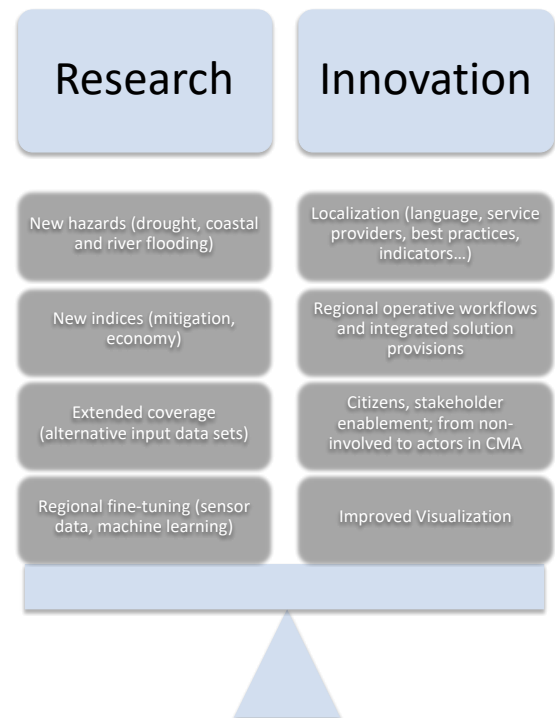 Research
Innovation
New hazards (drought, coastal
and river flooding)
Localization (language, service
providers, best practices,
indicators…)
New indices (mitigation,
economy)
Regional operative workflows
and integrated solution
provisions
Extended coverage
(alternative input data sets)
Citizens, stakeholder
enablement; from non-
involved to actors in CMA
Regional fine-tuning (sensor
data, machine learning)
Improved Visualization